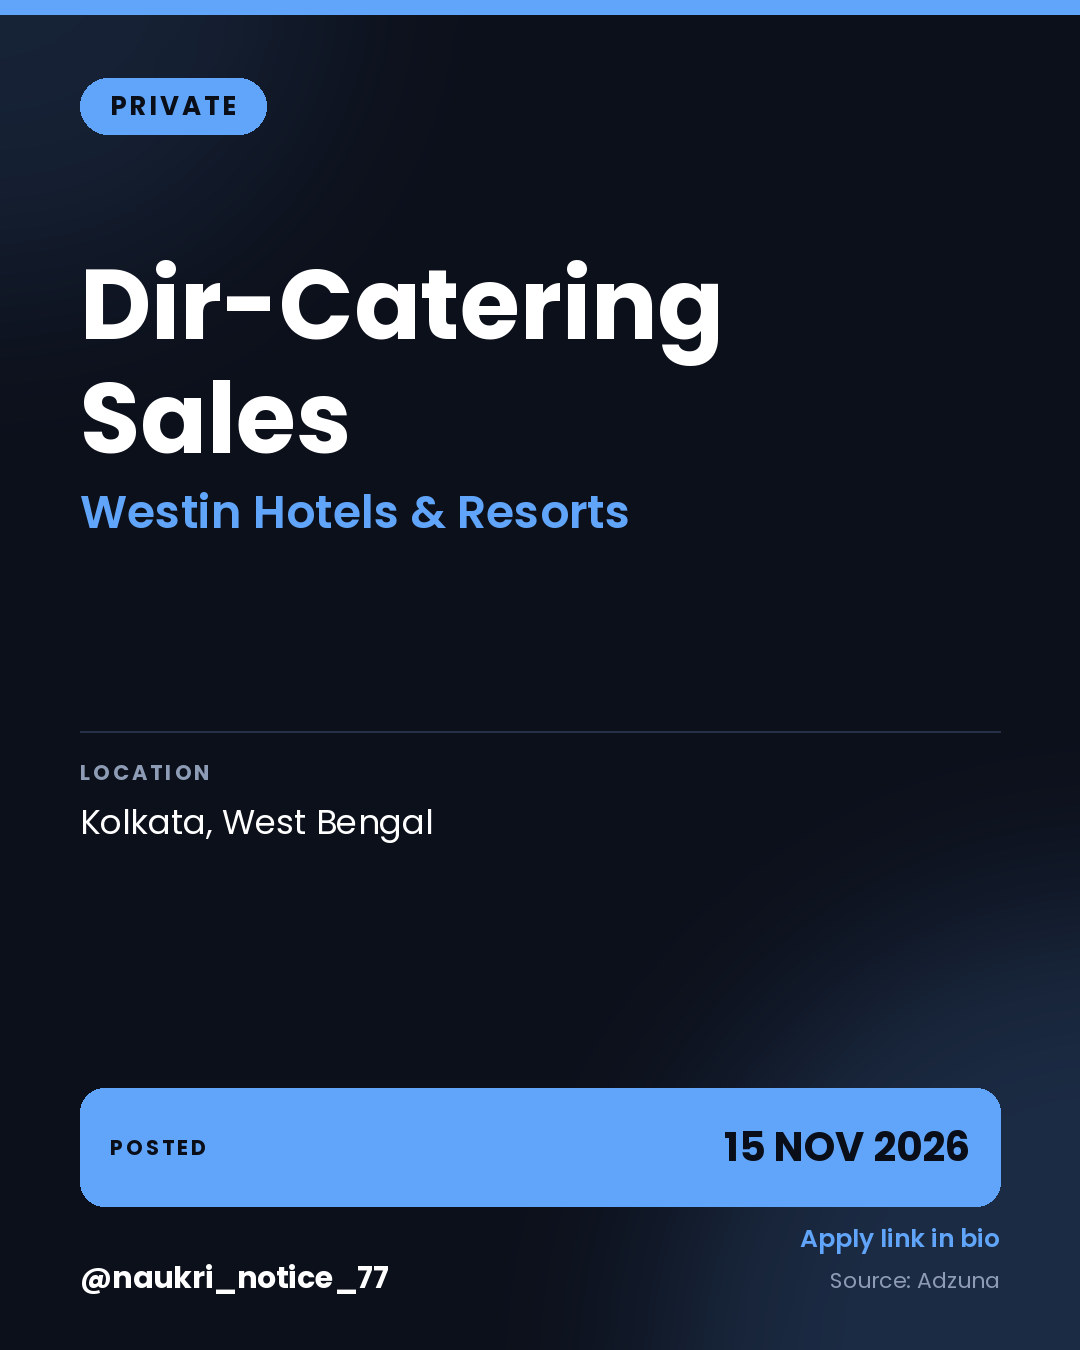 PRIVATE
Dir-Catering
Sales
Westin Hotels & Resorts
LOCATION
Kolkata, West Bengal
POSTED
15 NOV 2026
Apply link in bio
@naukri_notice_77
Source: Adzuna